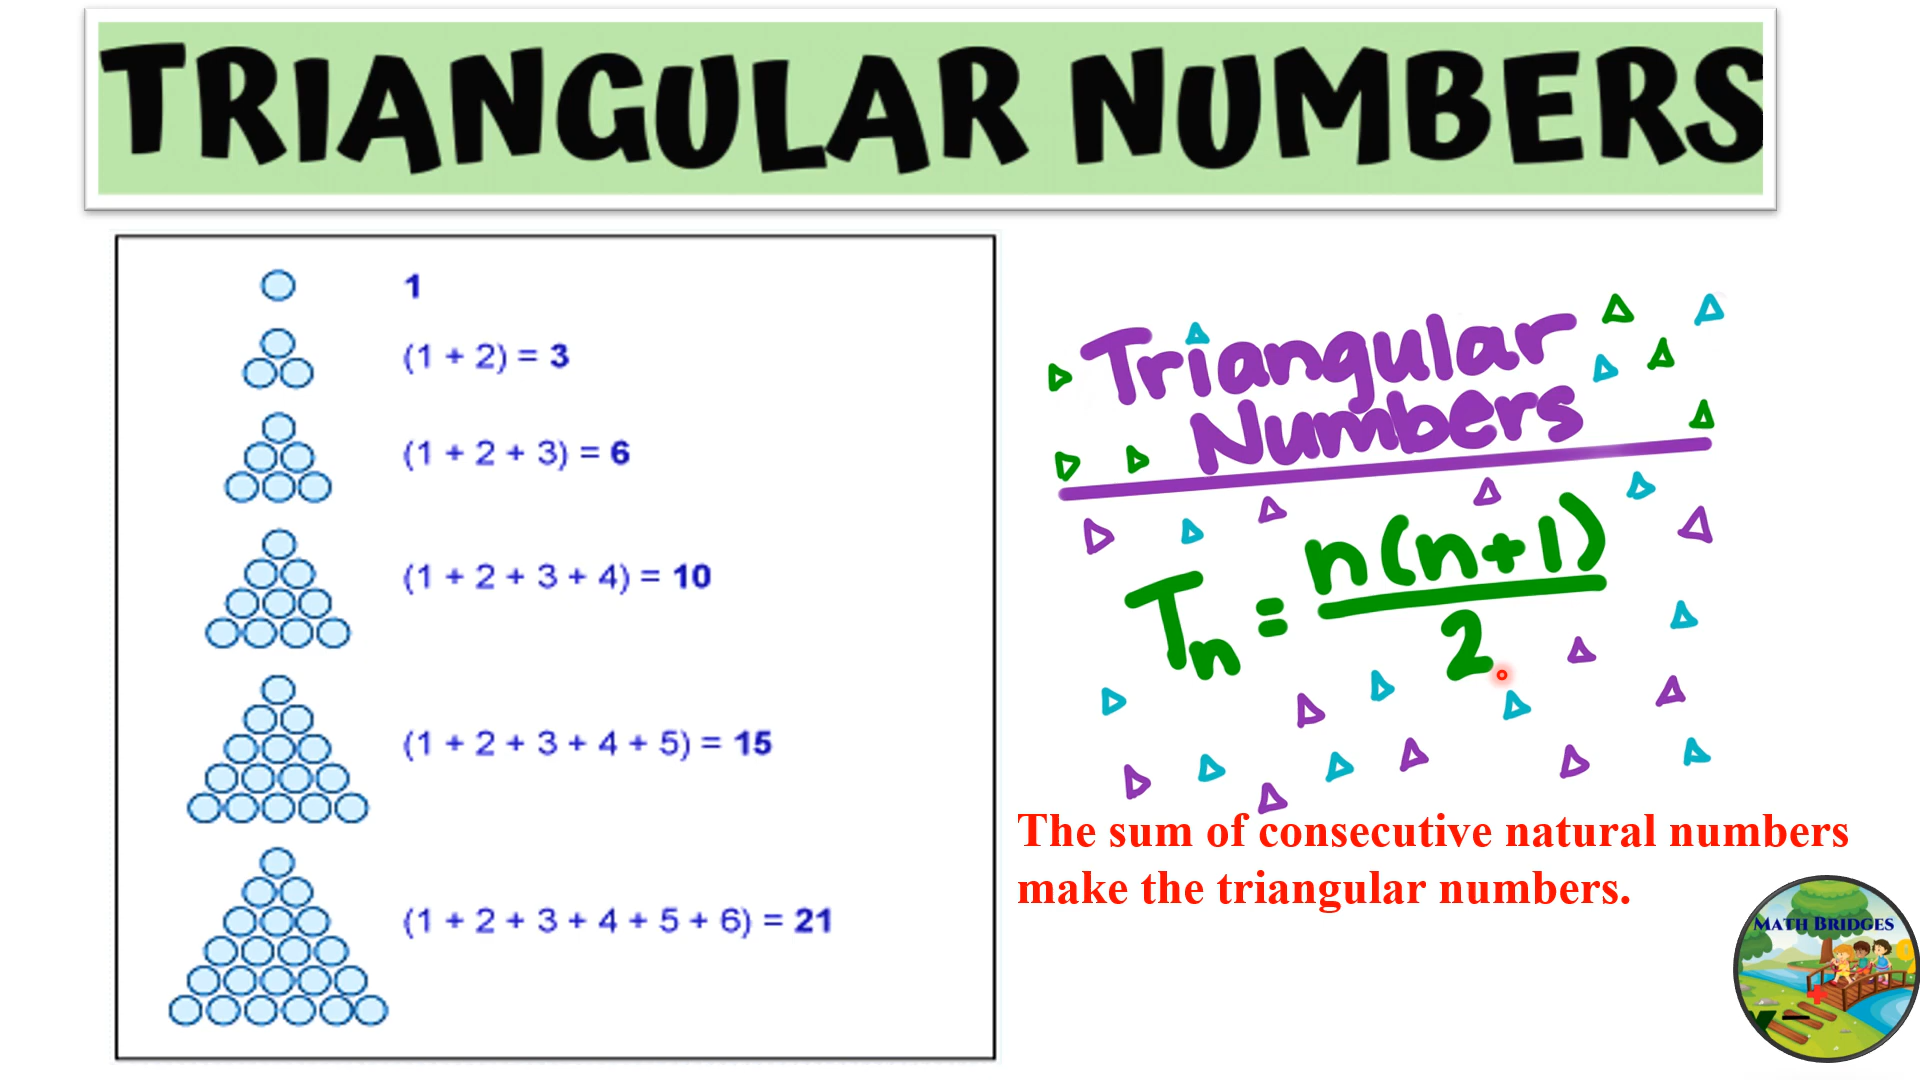 TRIANGULAR NUMBERS
1
(1 + 2) = 3
(1 + 2 + 3) = 6
(1 + 2 + 3 + 4) = 10
(1 + 2 + 3 + 4 + 5) = 15
(1 + 2 + 3 + 4 + 5 + 6) = 21
Triangular
Numbers
Tn = n(n+1)
2
The sum of consecutive natural numbers
make the triangular numbers.
MATH BRIDGES